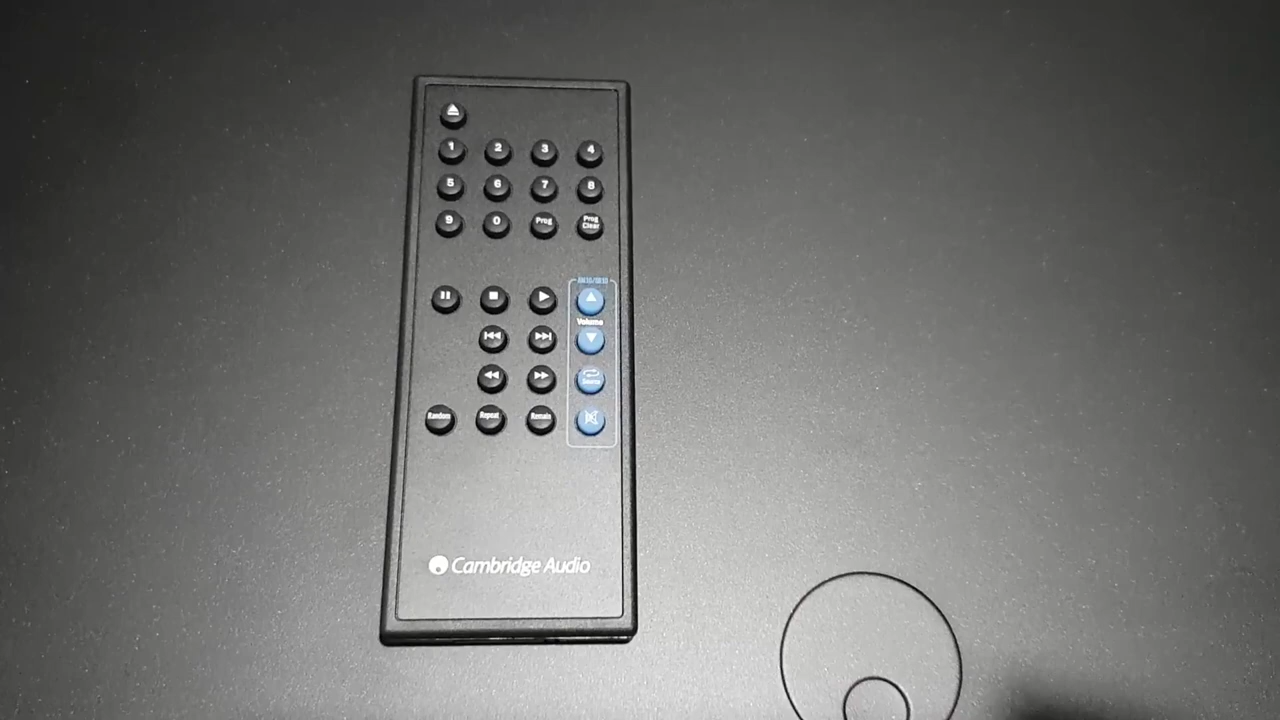 1 2 3 4
5 6 7 8
9 0 Prog Prog Clear
Volume
Source
Random Repeat Remain
Cambridge Audio